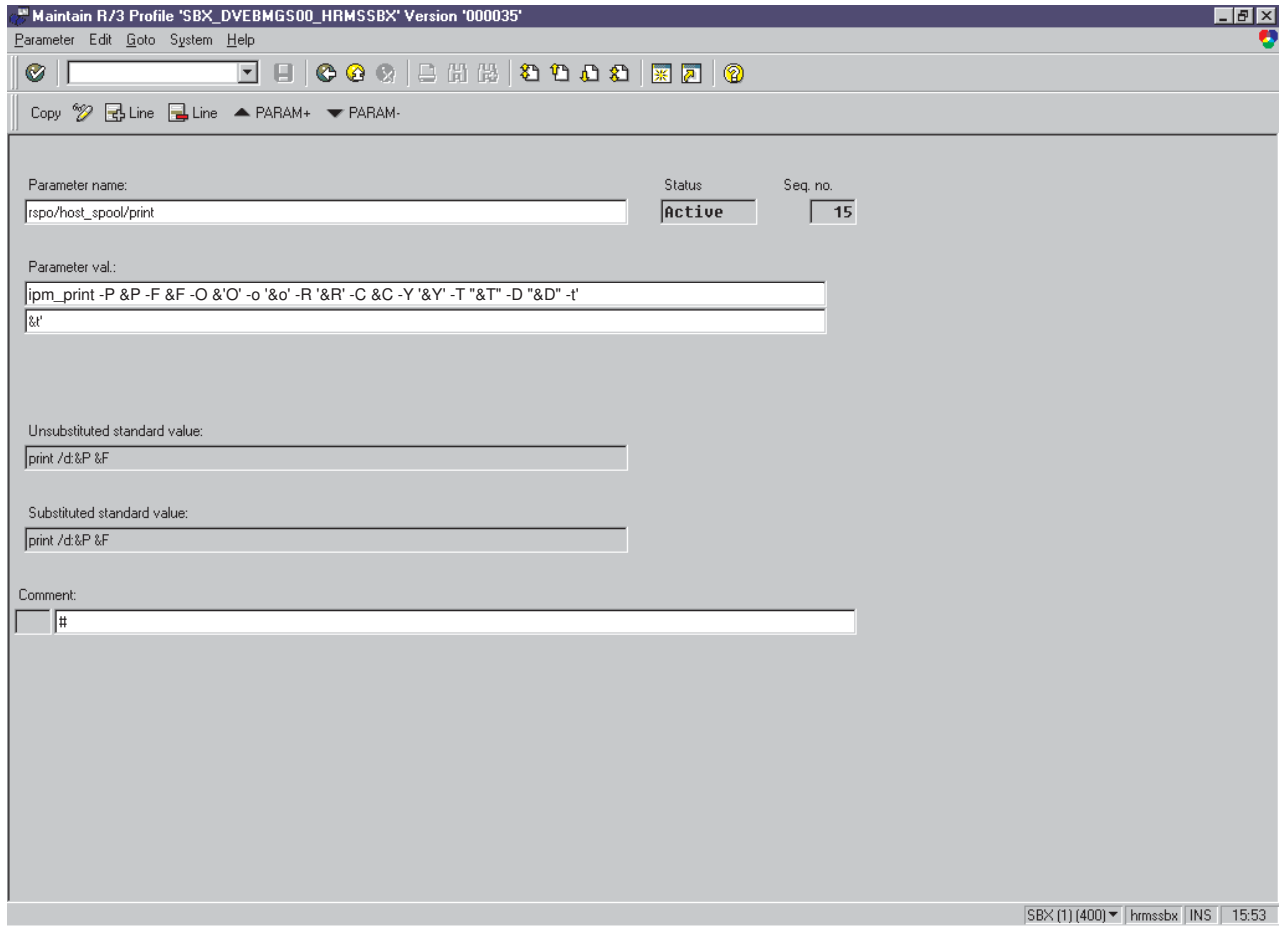 Maintain R/3 Profile 'SBX_DVEBMGS00_HRMSSBX' Version '000035'
Parameter Edit Goto System Help
Copy Line Line PARAM+ PARAM-
Parameter name: Status Seq. no.
rspo/host_spool/print Active 15
Parameter val.:
ipm_print -P &P -F &F -O &'O' -o '&o' -R '&R' -C &C -Y '&Y' -T "&T" -D "&D" -t'
&t'
Unsubstituted standard value:
print /d:&P &F
Substituted standard value:
print /d:&P &F
Comment:
#
SBX (1) (400) hrmssbx INS 15:53